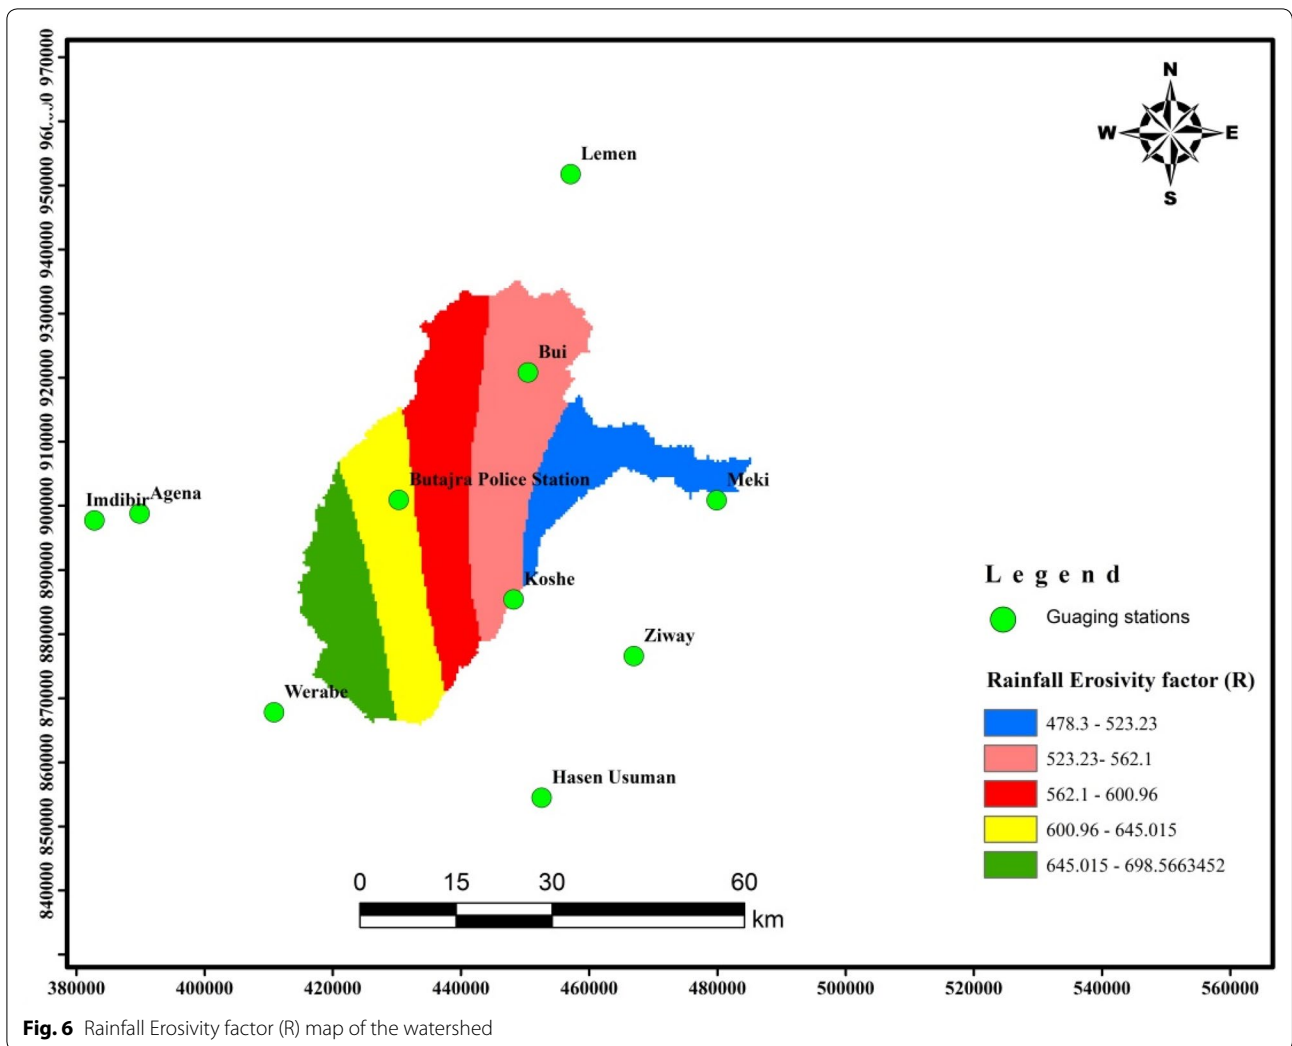 970000
960000
950000
940000
930000
920000
910000
900000
890000
880000
870000
860000
850000
840000
N
W E
S
Lemen
Bui
Butajra Police Station
Meki
Imdibir Agena
Koshe
Ziway
Werabe
Hasen Usuman
Legend
Guaging stations
Rainfall Erosivity factor (R)
478.3 - 523.23
523.23- 562.1
562.1 - 600.96
600.96 - 645.015
645.015 - 698.5663452
0 15 30 60
km
380000 400000 420000 440000 460000 480000 500000 520000 540000 560000
Fig. 6 Rainfall Erosivity factor (R) map of the watershed